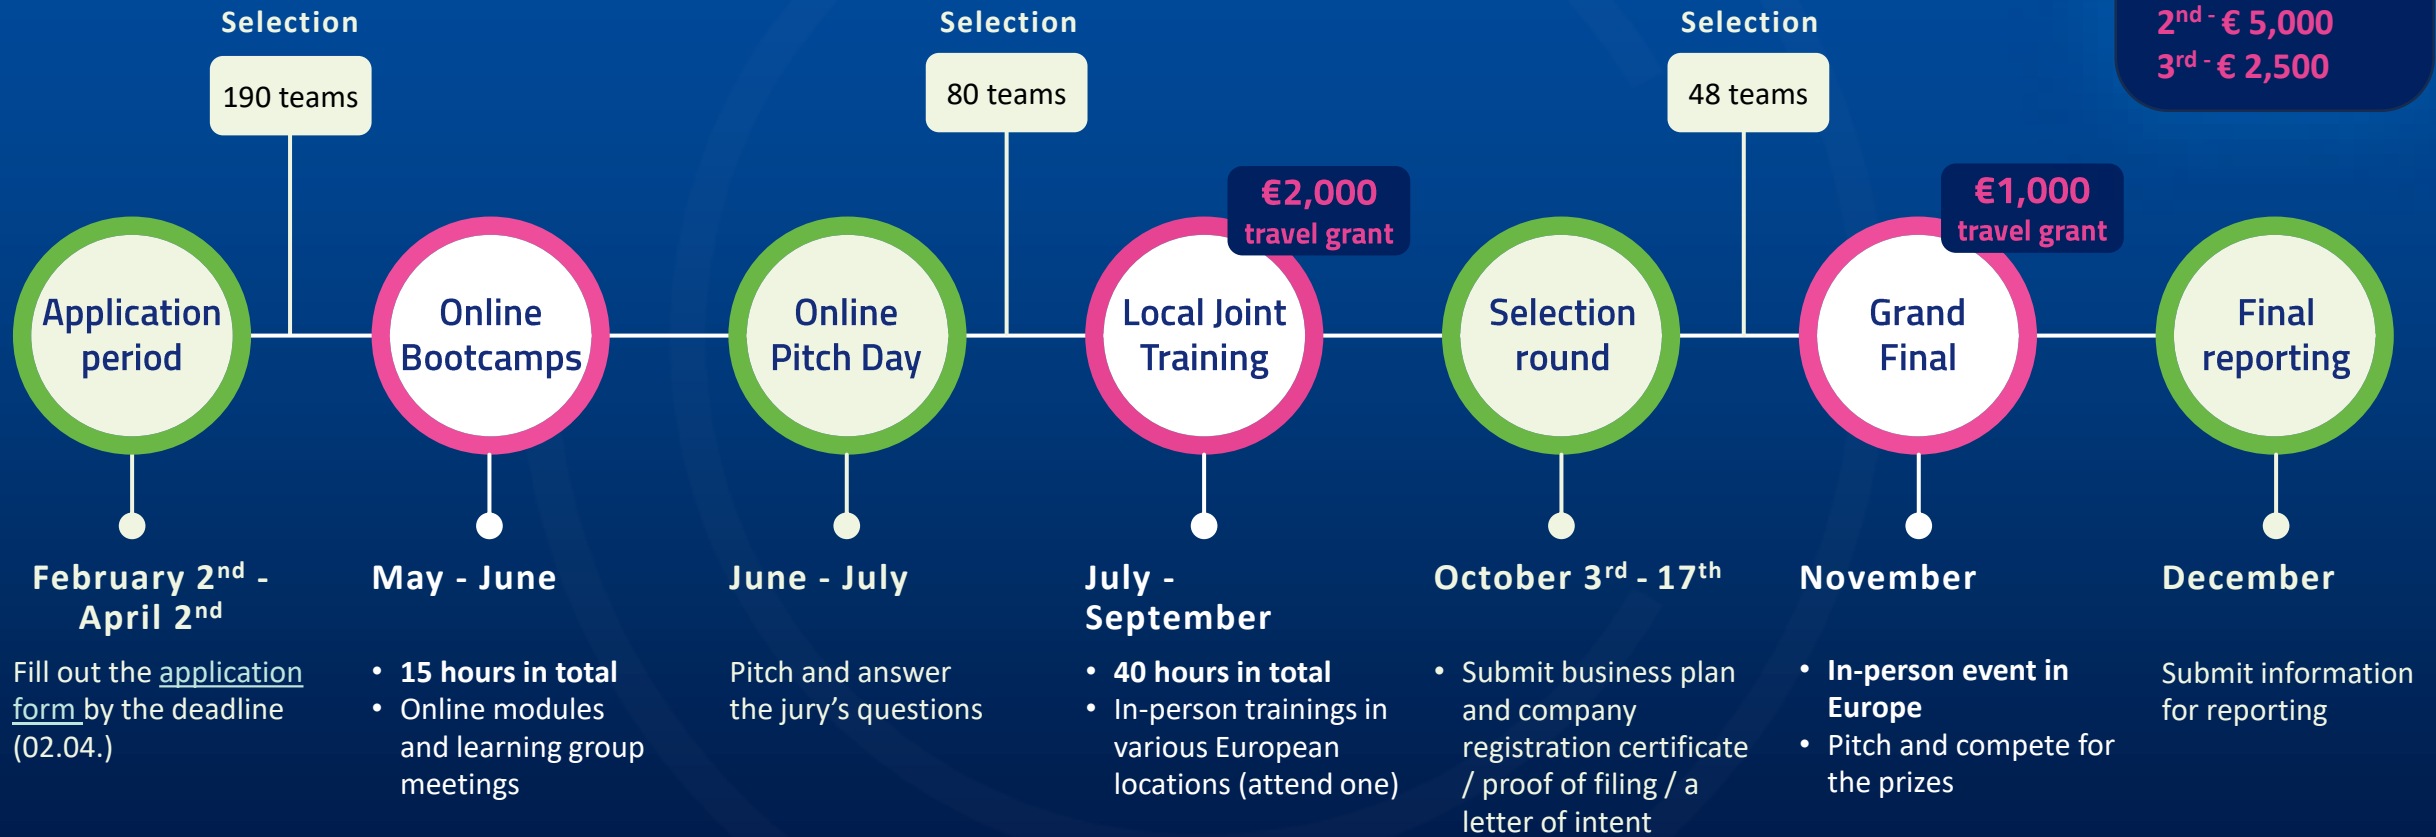 Selection
190 teams
Selection
80 teams
Selection
48 teams
2nd - € 5,000
3rd - € 2,500
€2,000
travel grant
€1,000
travel grant
Application
period
Online
Bootcamps
Online
Pitch Day
Local Joint
Training
Selection
round
Grand
Final
Final
reporting
February 2nd -
April 2nd
Fill out the application
form by the deadline
(02.04.)
May - June
• 15 hours in total
• Online modules
and learning group
meetings
June - July
Pitch and answer
the jury’s questions
July -
September
• 40 hours in total
• In-person trainings in
various European
locations (attend one)
October 3rd - 17th
• Submit business plan
and company
registration certificate
/ proof of filing / a
letter of intent
November
• In-person event in
Europe
• Pitch and compete for
the prizes
December
Submit information
for reporting